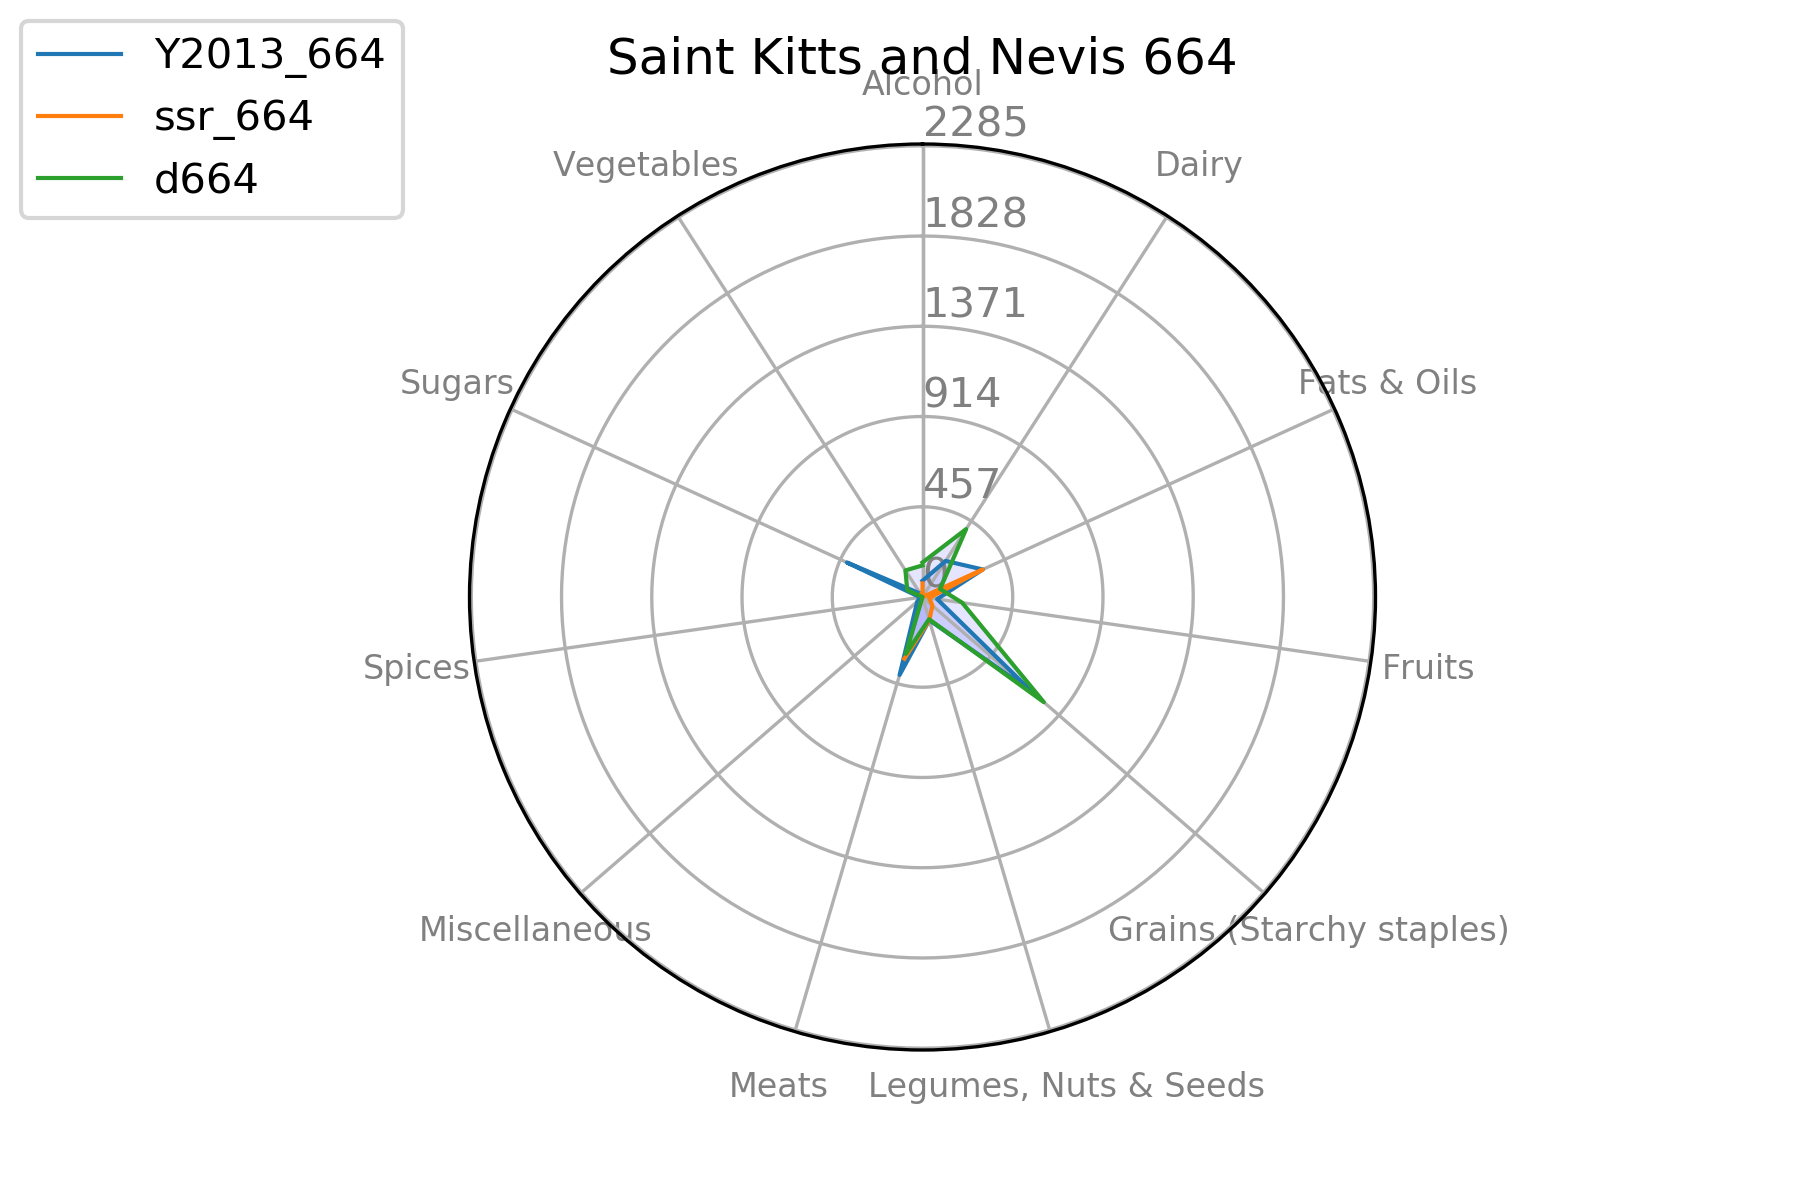 Y2013_664
ssr_664
d664
Saint Kitts and Nevis 664
Alcohol
2285
Vegetables
Dairy
1828
1371
Sugars
Fats & Oils
914
457
0
Spices
Fruits
Miscellaneous
Grains (Starchy staples)
Meats
Legumes, Nuts & Seeds